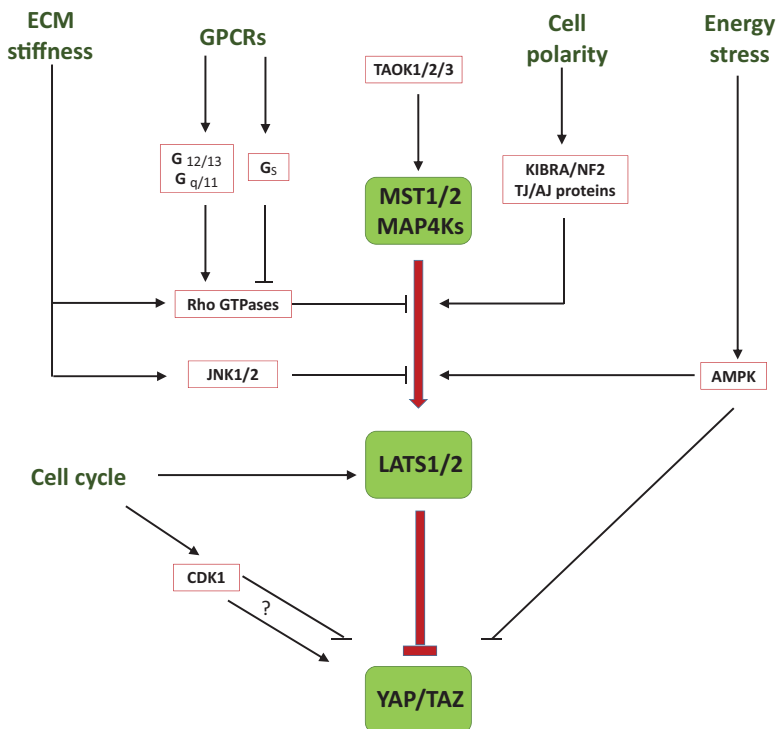 ECM
stiffness
GPCRs
Cell
polarity
Energy
stress
TAOK1/2/3
G 12/13
G q/11
GS
KIBRA/NF2
TJ/AJ proteins
MST1/2
MAP4Ks
Rho GTPases
JNK1/2
AMPK
LATS1/2
Cell cycle
CDK1
?
YAP/TAZ